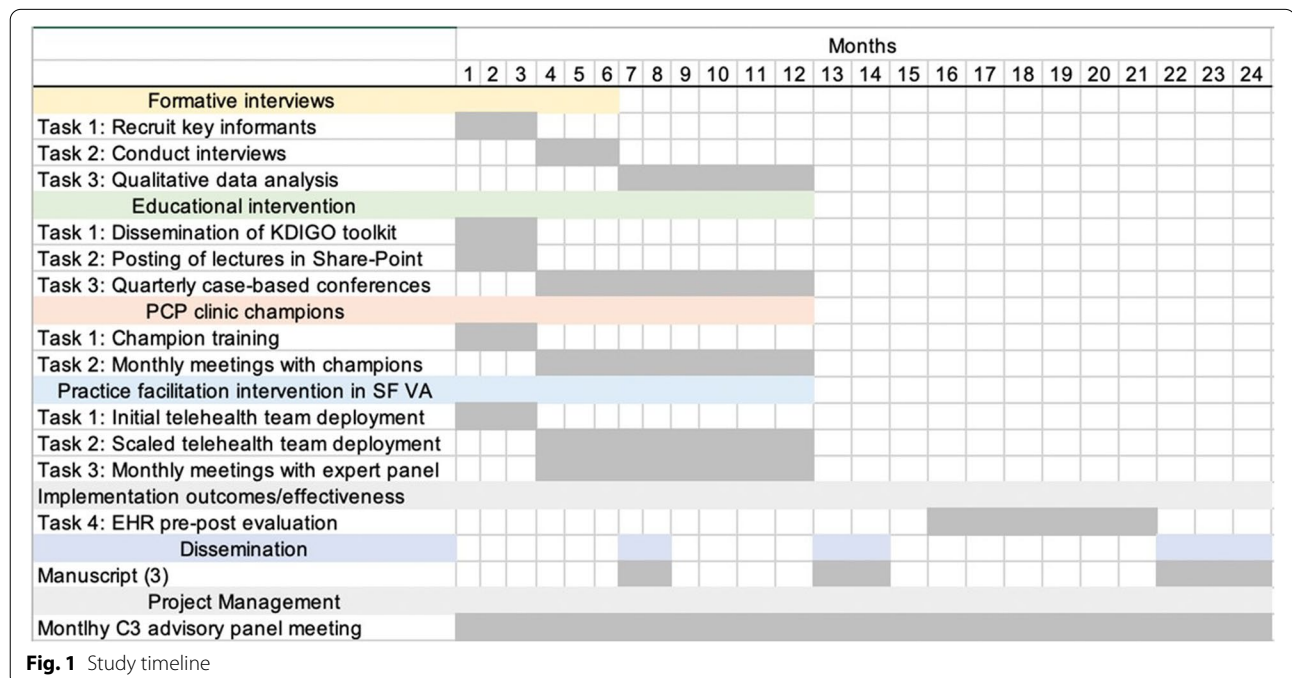 Months
1 2 3 4 5 6 7 8 9 10 11 12 13 14 15 16 17 18 19 20 21 22 23 24
Formative interviews
Task 1: Recruit key informants
Task 2: Conduct interviews
Task 3: Qualitative data analysis
Educational intervention
Task 1: Dissemination of KDIGO toolkit
Task 2: Posting of lectures in Share-Point
Task 3: Quarterly case-based conferences
PCP clinic champions
Task 1: Champion training
Task 2: Monthly meetings with champions
Practice facilitation intervention in SF VA
Task 1: Initial telehealth team deployment
Task 2: Scaled telehealth team deployment
Task 3: Monthly meetings with expert panel
Implementation outcomes/effectiveness
Task 4: EHR pre-post evaluation
Dissemination
Manuscript (3)
Project Management
Montlhy C3 advisory panel meeting
Fig. 1 Study timeline